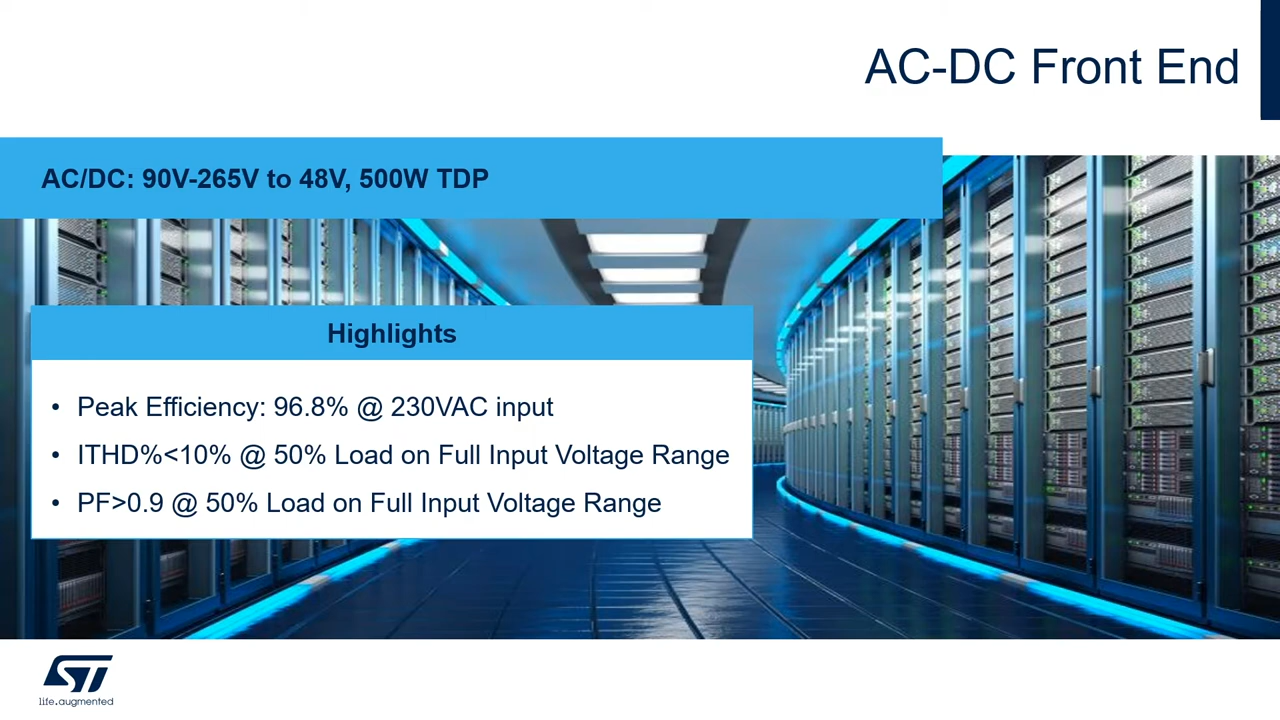 AC-DC Front End
AC/DC: 90V-265V to 48V, 500W TDP
Highlights
• Peak Efficiency: 96.8% @ 230VAC input
• ITHD%<10% @ 50% Load on Full Input Voltage Range
• PF>0.9 @ 50% Load on Full Input Voltage Range
ST
life.augmented